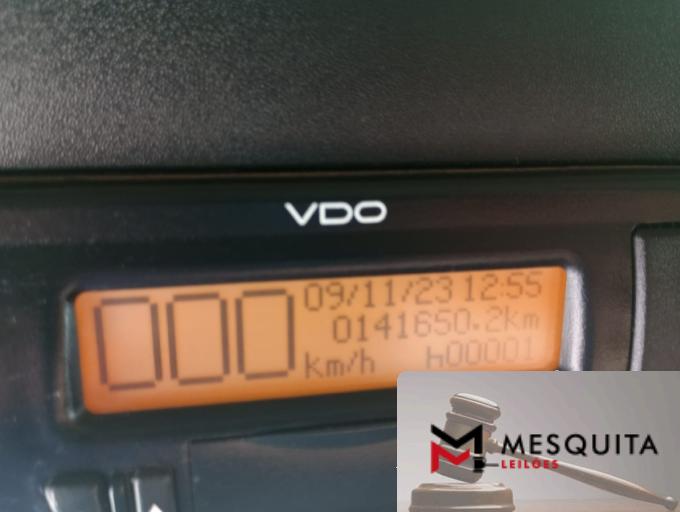 VDO
000
09/11/23 12:55
0141650.2km
km/h h00001
MESQUITA
LEILÕES